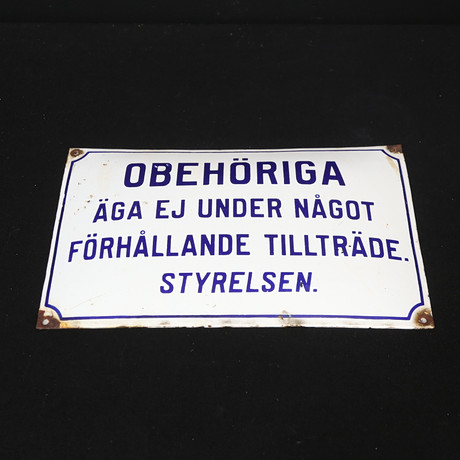 OBEHÖRIGA
ÄGA EJ UNDER NÅGOT
FÖRHÅLLANDE TILLTRÄDE.
STYRELSEN.